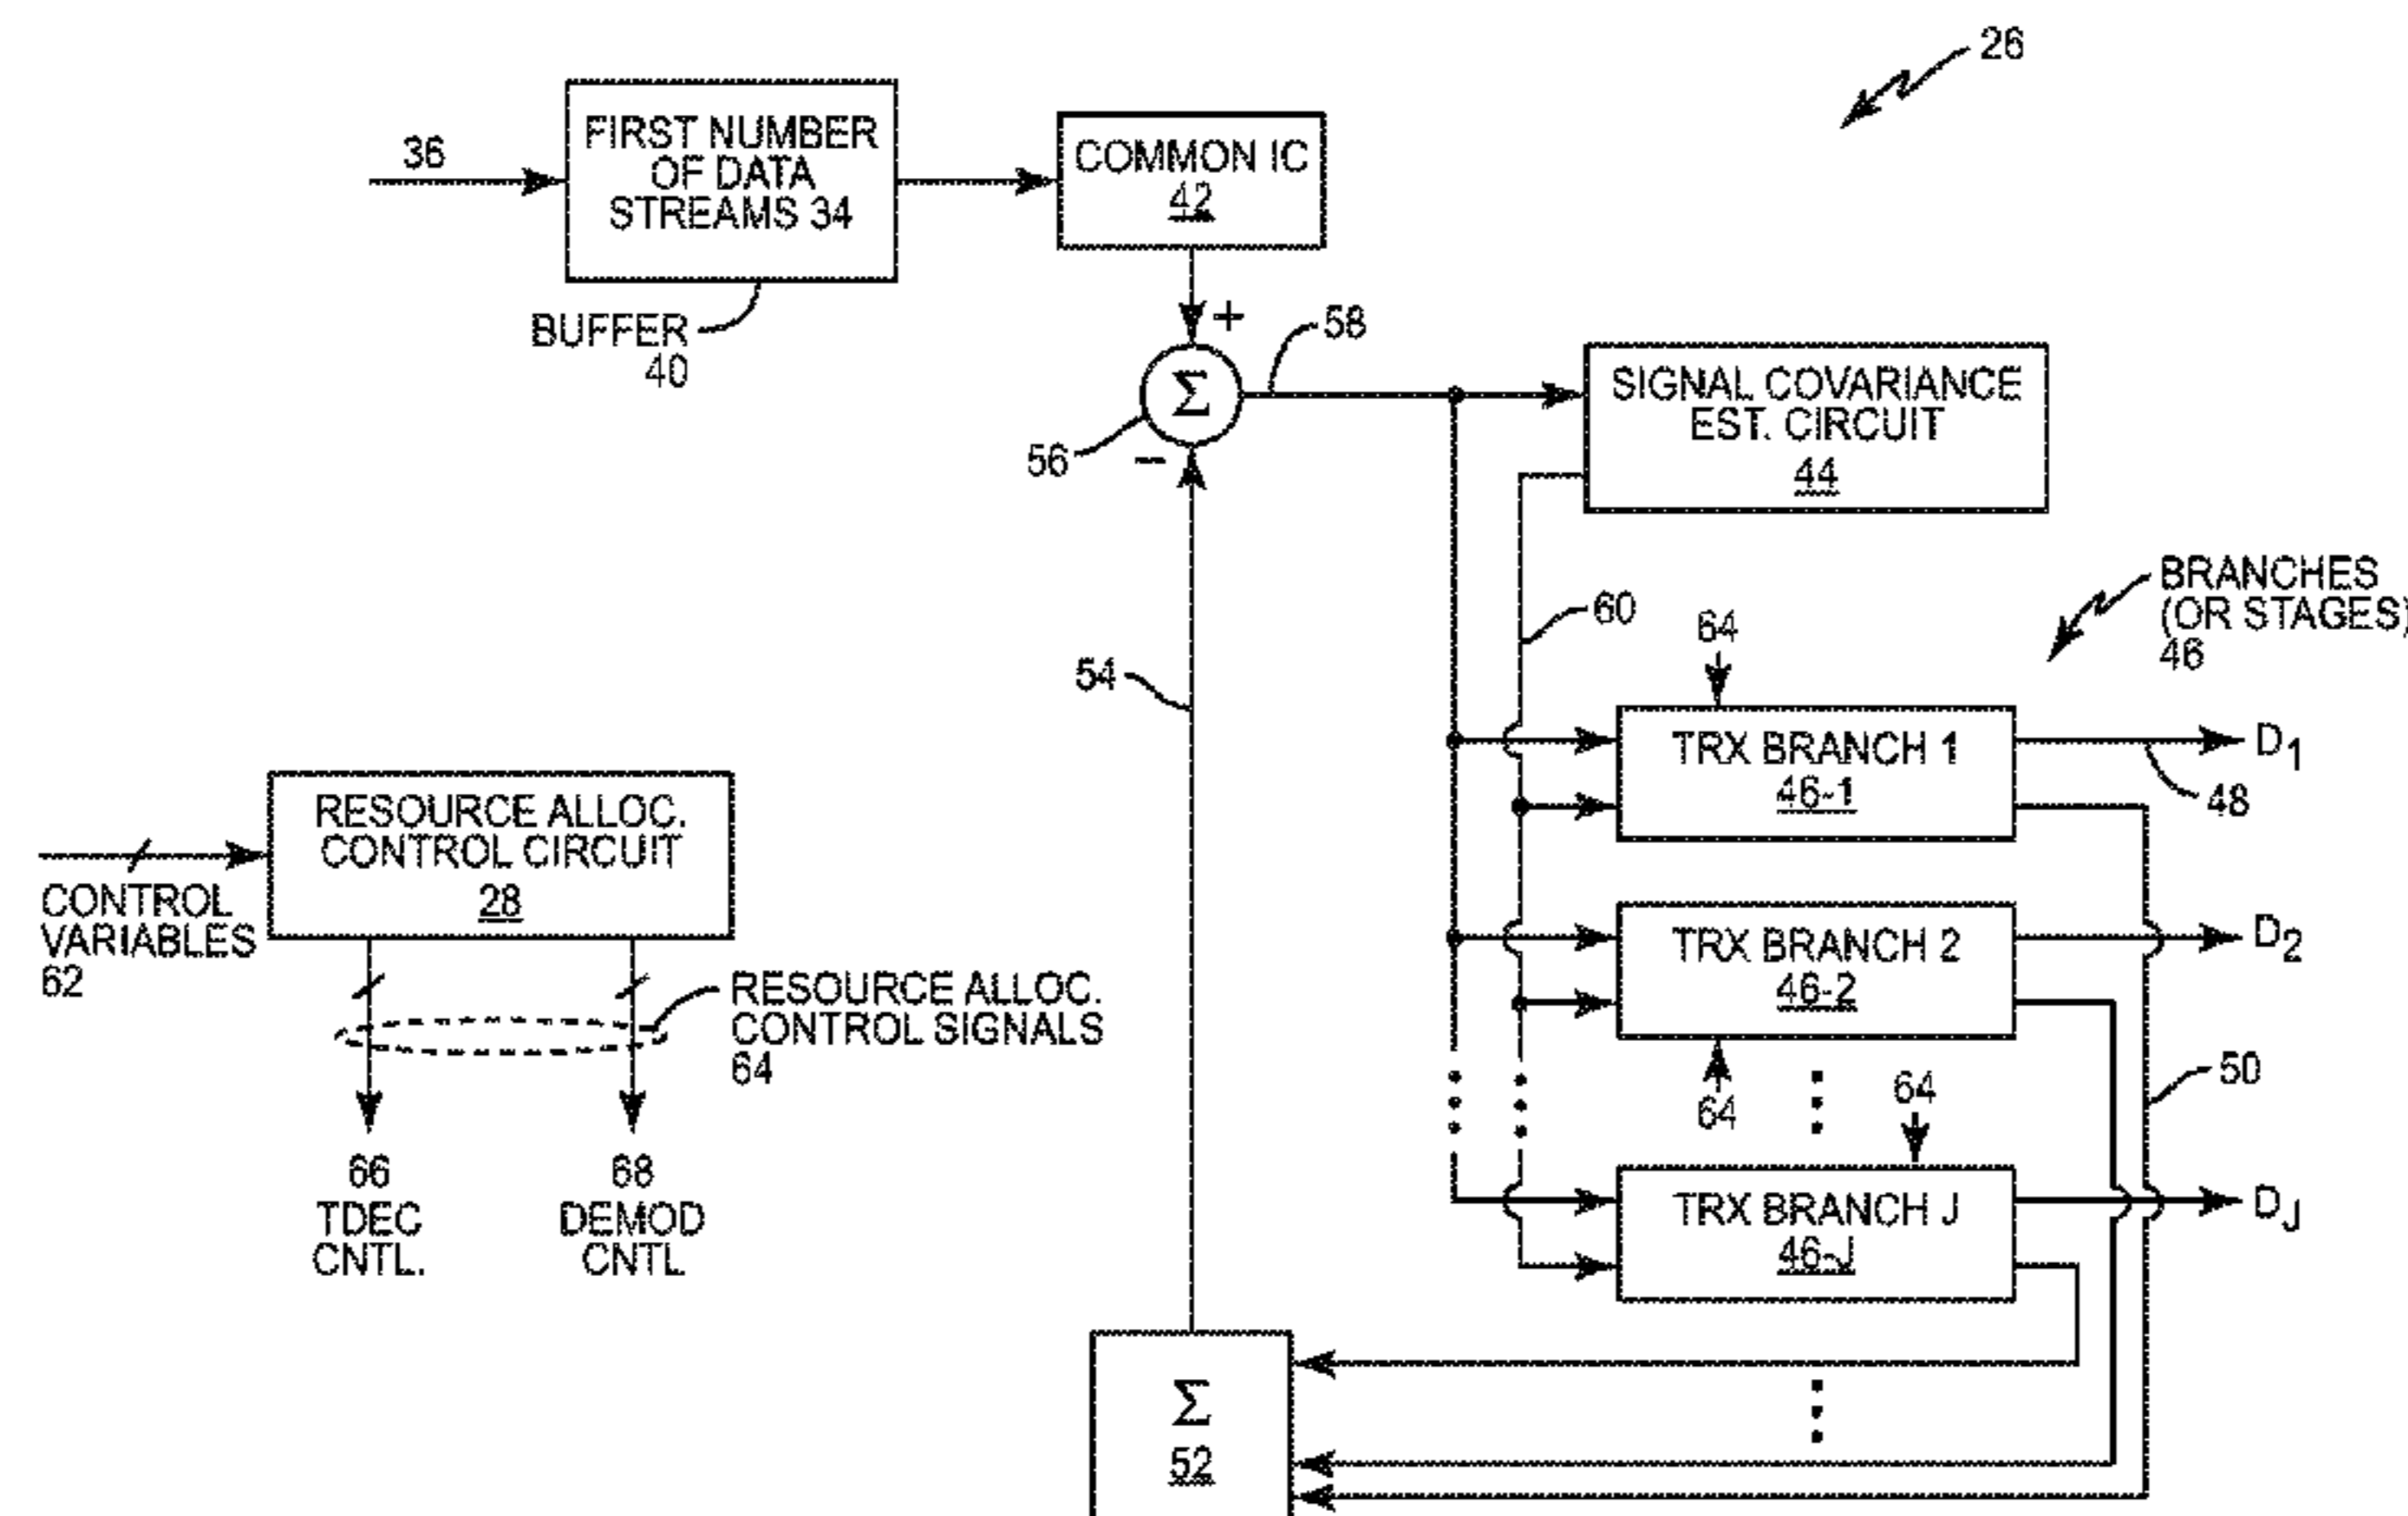 26
36
FIRST NUMBER
OF DATA
STREAMS 34
BUFFER
40
COMMON IC
42
+
Σ
56
−
58
SIGNAL COVARIANCE
EST. CIRCUIT
44
60
54
BRANCHES
(OR STAGES)
46
64
TRX BRANCH 1
46-1
D1
48
TRX BRANCH 2
46-2
D2
64
64
50
TRX BRANCH J
46-J
DJ
CONTROL
VARIABLES
62
RESOURCE ALLOC.
CONTROL CIRCUIT
28
RESOURCE ALLOC.
CONTROL SIGNALS
64
66
TDEC
CNTL.
68
DEMOD
CNTL
Σ
52